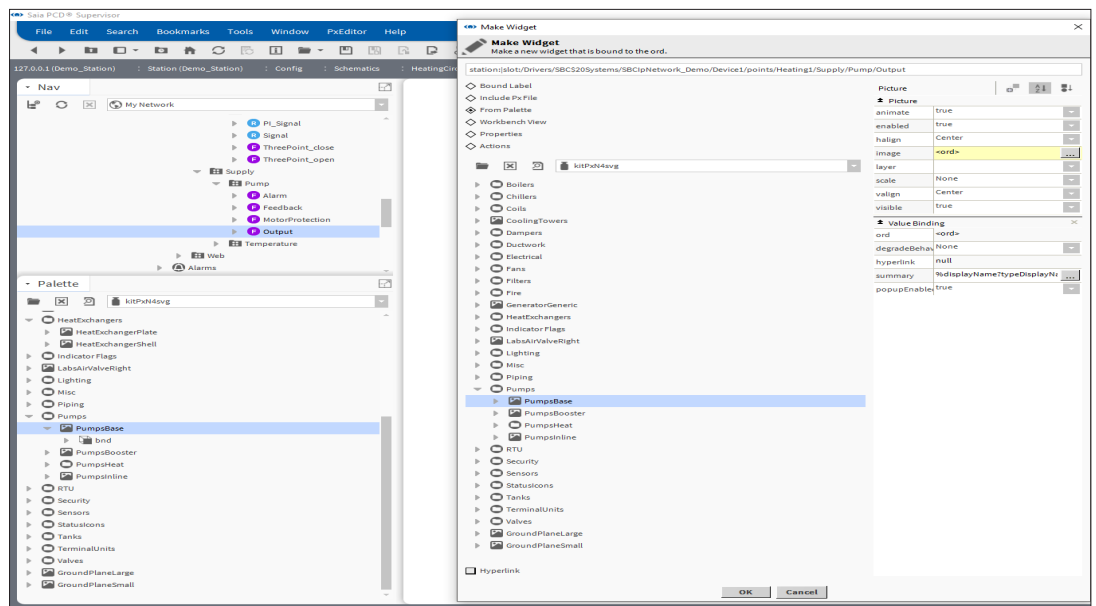 Saia PCD® Supervisor
File Edit Search Bookmarks Tools Window PxEditor Help
127.0.0.1 (Demo_Station) : Station (Demo_Station) : Config : Schematics : HeatingCirc
Nav
My Network
PI_Signal
Signal
ThreePoint_close
ThreePoint_open
Supply
Pump
Alarm
Feedback
MotorProtection
Output
Temperature
Web
Alarms
Palette
kitPxN4svg
HeatExchangers
HeatExchangerPlate
HeatExchangerShell
Indicator Flags
LabsAirValveRight
Lighting
Misc
Piping
Pumps
PumpsBase
bnd
PumpsBooster
PumpsHeat
PumpsInline
RTU
Security
Sensors
StatusIcons
Tanks
TerminalUnits
Valves
GroundPlaneLarge
GroundPlaneSmall
Make Widget
Make Widget
Make a new widget that is bound to the ord.
station:|slot:/Drivers/SBCS20Systems/SBCIpNetwork_Demo/Device1/points/Heating1/Supply/Pump/Output
Bound Label
Include Px File
From Palette
Workbench View
Properties
Actions
kitPxN4svg
Boilers
Chillers
Coils
CoolingTowers
Dampers
Ductwork
Electrical
Fans
Filters
Fire
GeneratorGeneric
HeatExchangers
Indicator Flags
LabsAirValveRight
Lighting
Misc
Piping
Pumps
PumpsBase
PumpsBooster
PumpsHeat
PumpsInline
RTU
Security
Sensors
StatusIcons
Tanks
TerminalUnits
Valves
GroundPlaneLarge
GroundPlaneSmall
Hyperlink
Picture
Picture
animate true
enabled true
halign Center
image <ord>
layer
scale None
valign Center
visible true
Value Binding
ord <ord>
degradeBehav None
hyperlink null
summary %displayName?typeDisplayNa
popupEnable true
OK Cancel